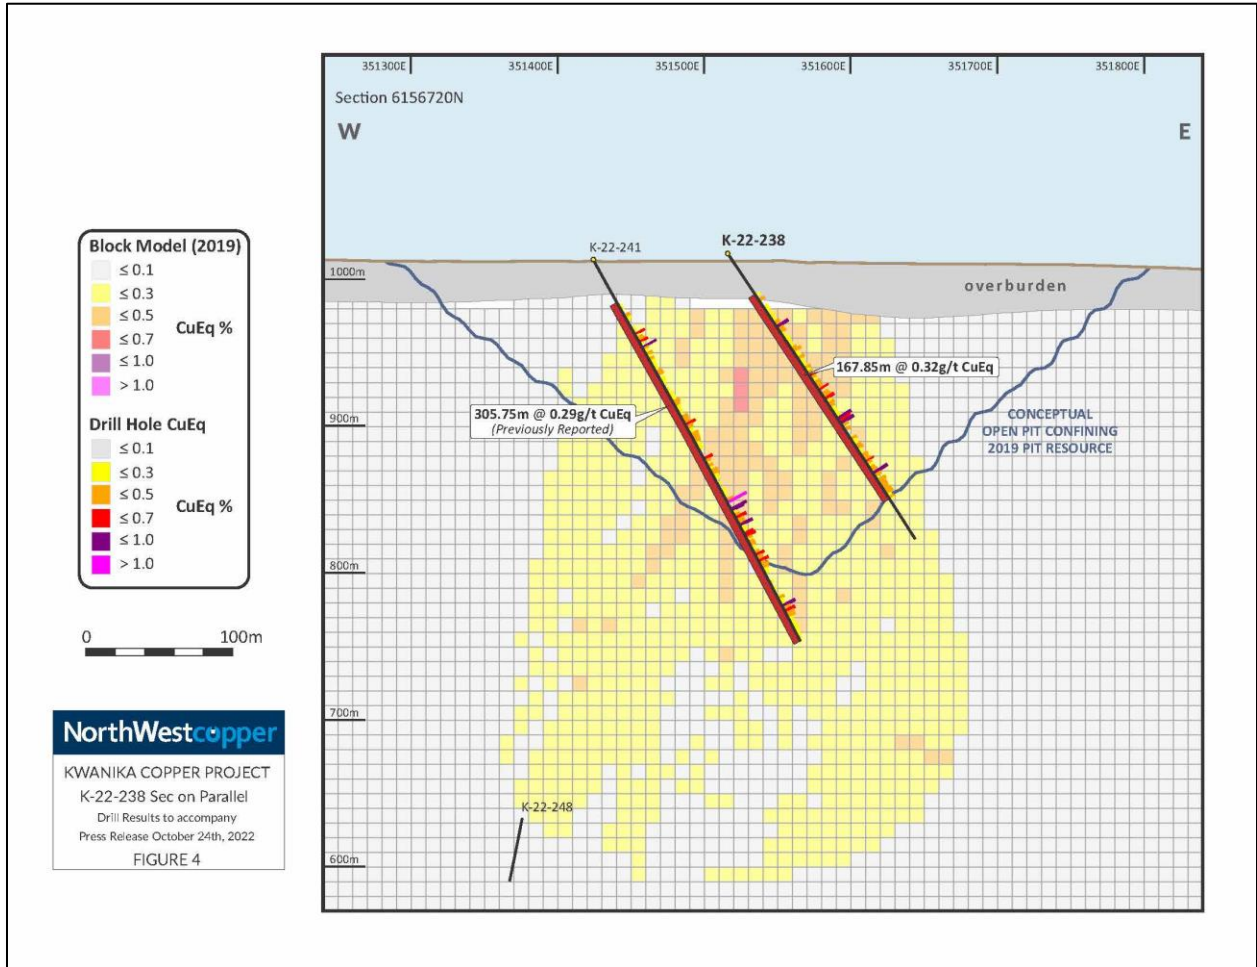 351300E 351400E 351500E 351600E 351700E 351800E
Section 6156720N
W
E
K-22-241
K-22-238
1000m
overburden
167.85m @ 0.32g/t CuEq
305.75m @ 0.29g/t CuEq
(Previously Reported)
900m
CONCEPTUAL
OPEN PIT CONFINING
2019 PIT RESOURCE
800m
700m
K-22-248
600m
Block Model (2019)
≤ 0.1
≤ 0.3
≤ 0.5
CuEq %
≤ 0.7
≤ 1.0
> 1.0
Drill Hole CuEq
≤ 0.1
≤ 0.3
≤ 0.5
CuEq %
≤ 0.7
≤ 1.0
> 1.0
0 100m
NorthWestcopper
KWANIKA COPPER PROJECT
K-22-238 Sec on Parallel
Drill Results to accompany
Press Release October 24th, 2022
FIGURE 4